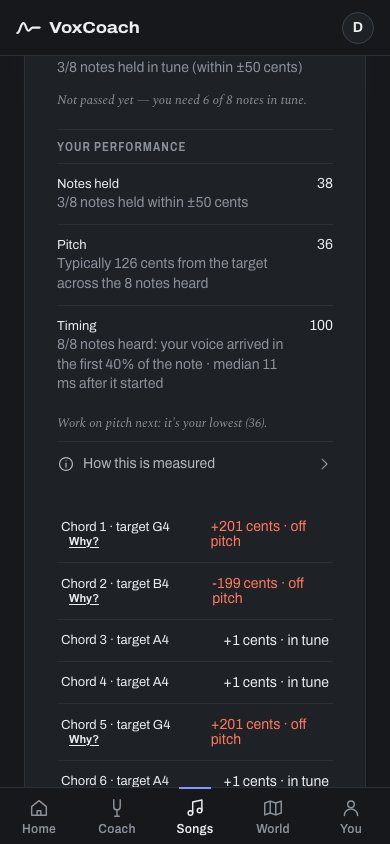 VoxCoach
D
3/8 notes held in tune (within ±50 cents)
Not passed yet — you need 6 of 8 notes in tune.
YOUR PERFORMANCE
Notes held 38
3/8 notes held within ±50 cents
Pitch 36
Typically 126 cents from the target
across the 8 notes heard
Timing 100
8/8 notes heard: your voice arrived in
the first 40% of the note · median 11
ms after it started
Work on pitch next: it's your lowest (36).
How this is measured
Chord 1 · target G4 +201 cents · off
Why? pitch
Chord 2 · target B4 -199 cents · off
Why? pitch
Chord 3 · target A4 +1 cents · in tune
Chord 4 · target A4 +1 cents · in tune
Chord 5 · target G4 +201 cents · off
Why? pitch
Chord 6 · target A4 +1 cents · in tune
Home Coach Songs World You